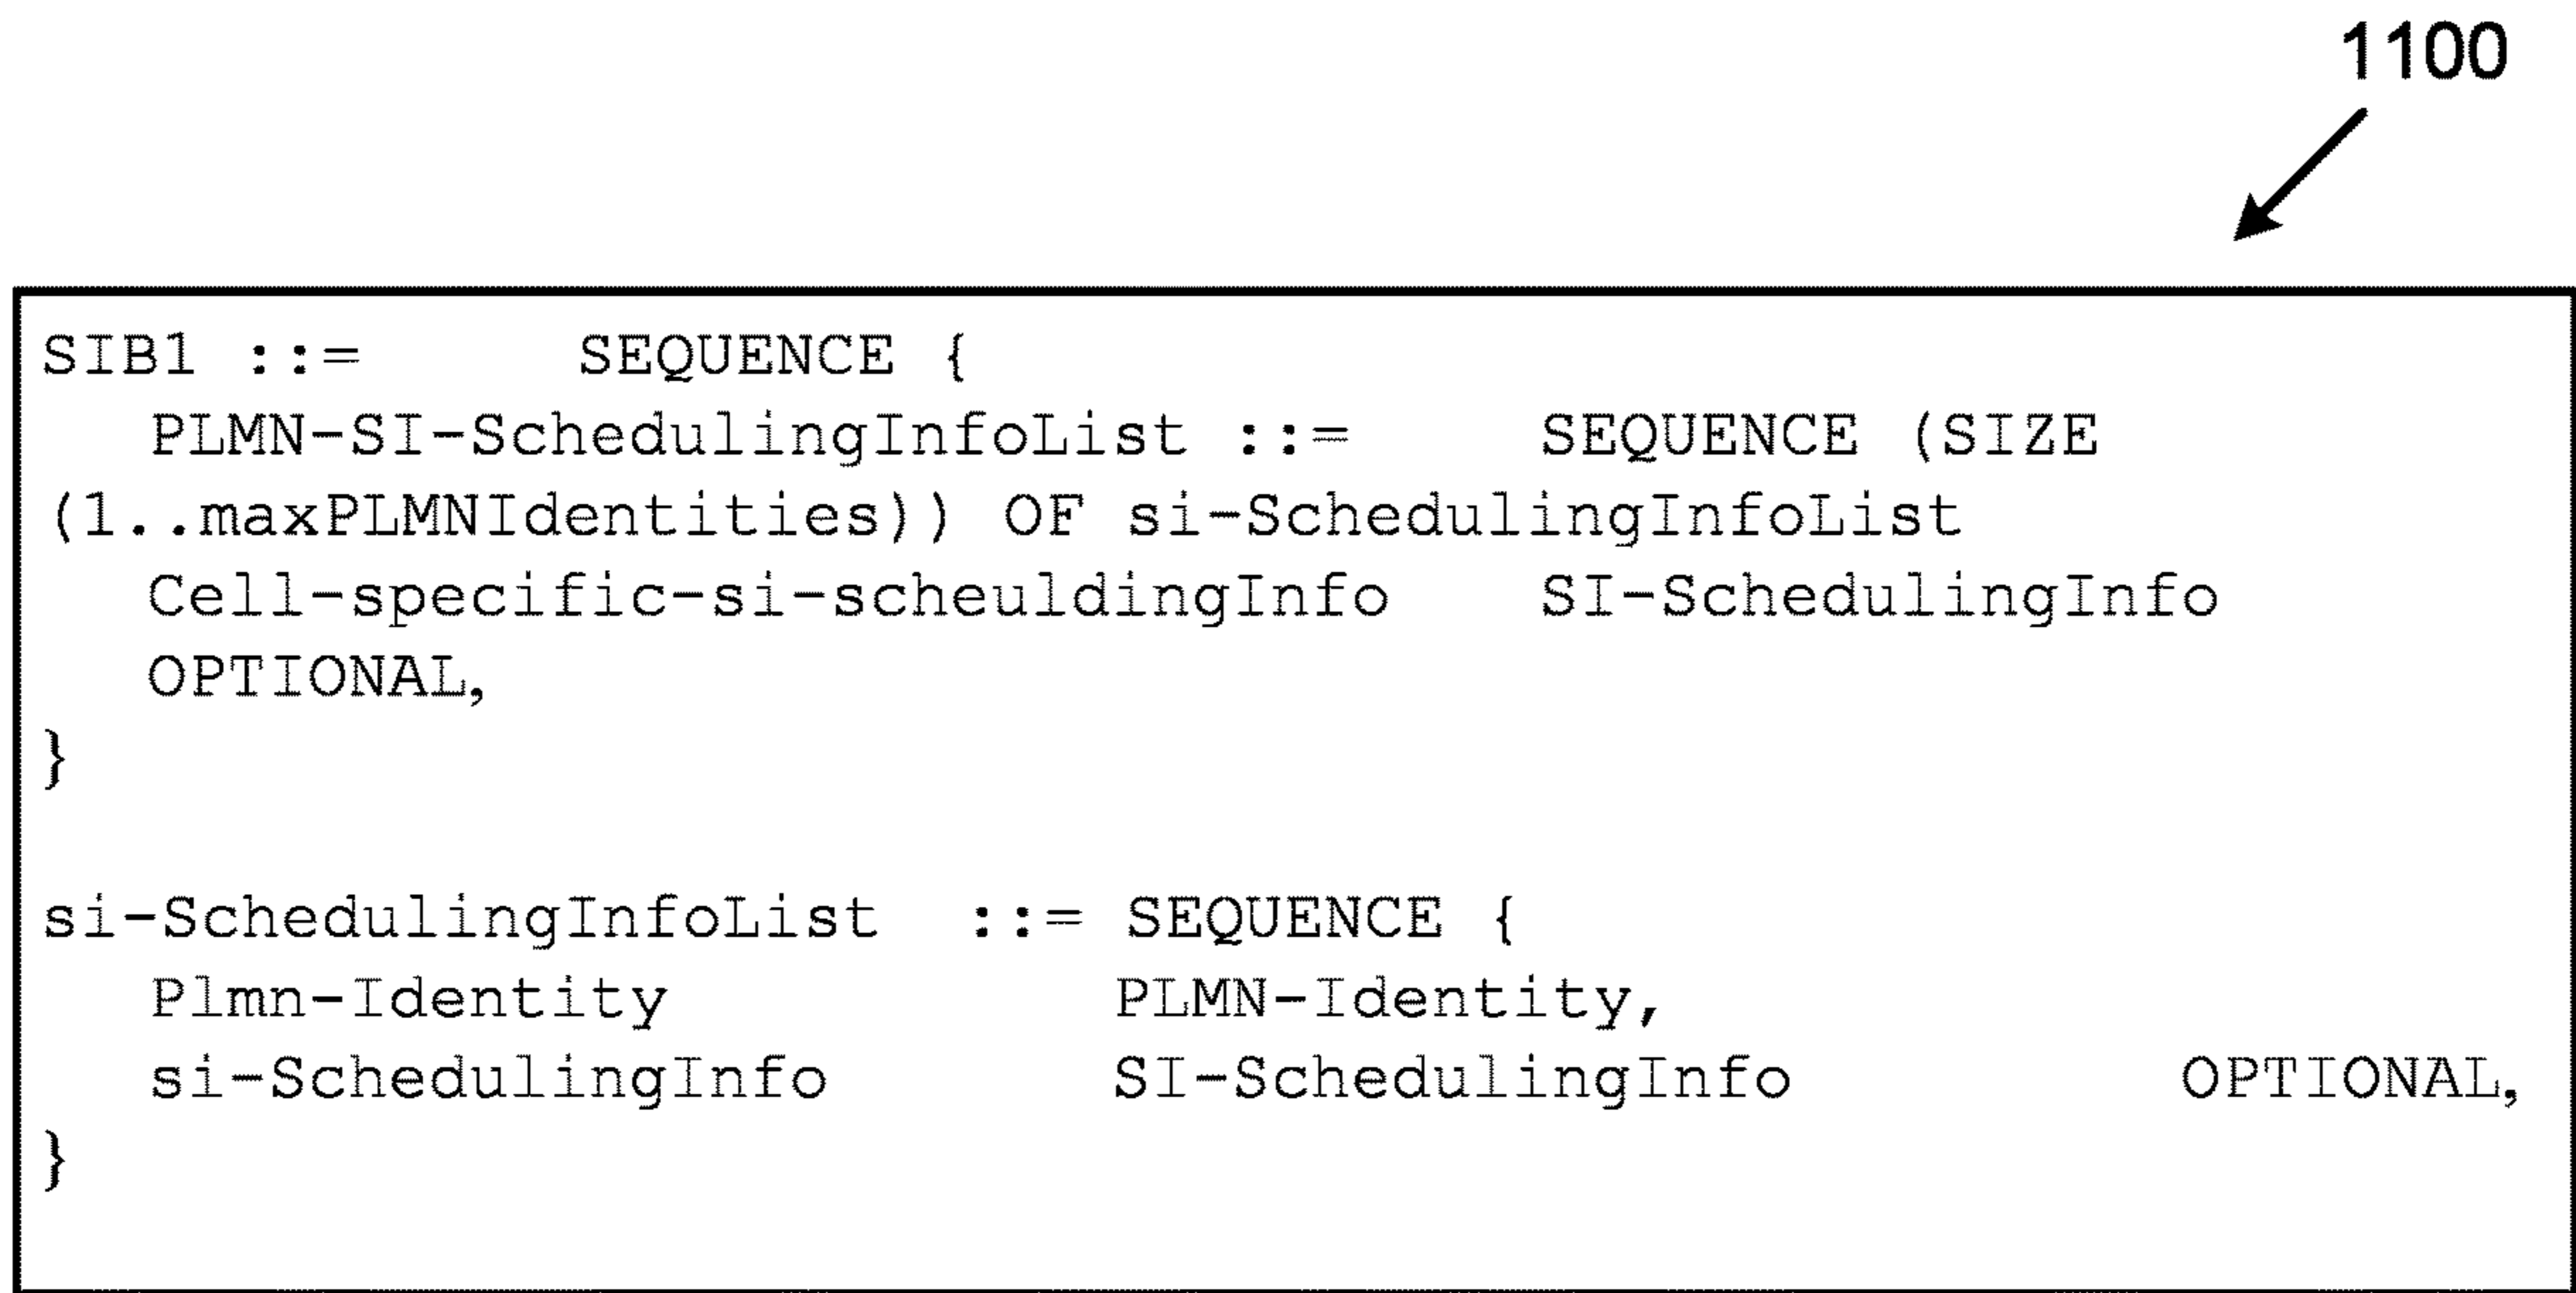 1100
SIB1 ::= SEQUENCE {
PLMN-SI-SchedulingInfoList ::= SEQUENCE (SIZE
(1..maxPLMNIdentities)) OF si-SchedulingInfoList
Cell-specific-si-scheuldingInfo SI-SchedulingInfo
OPTIONAL,
}
si-SchedulingInfoList ::= SEQUENCE {
Plmn-Identity PLMN-Identity,
si-SchedulingInfo SI-SchedulingInfo OPTIONAL,
}